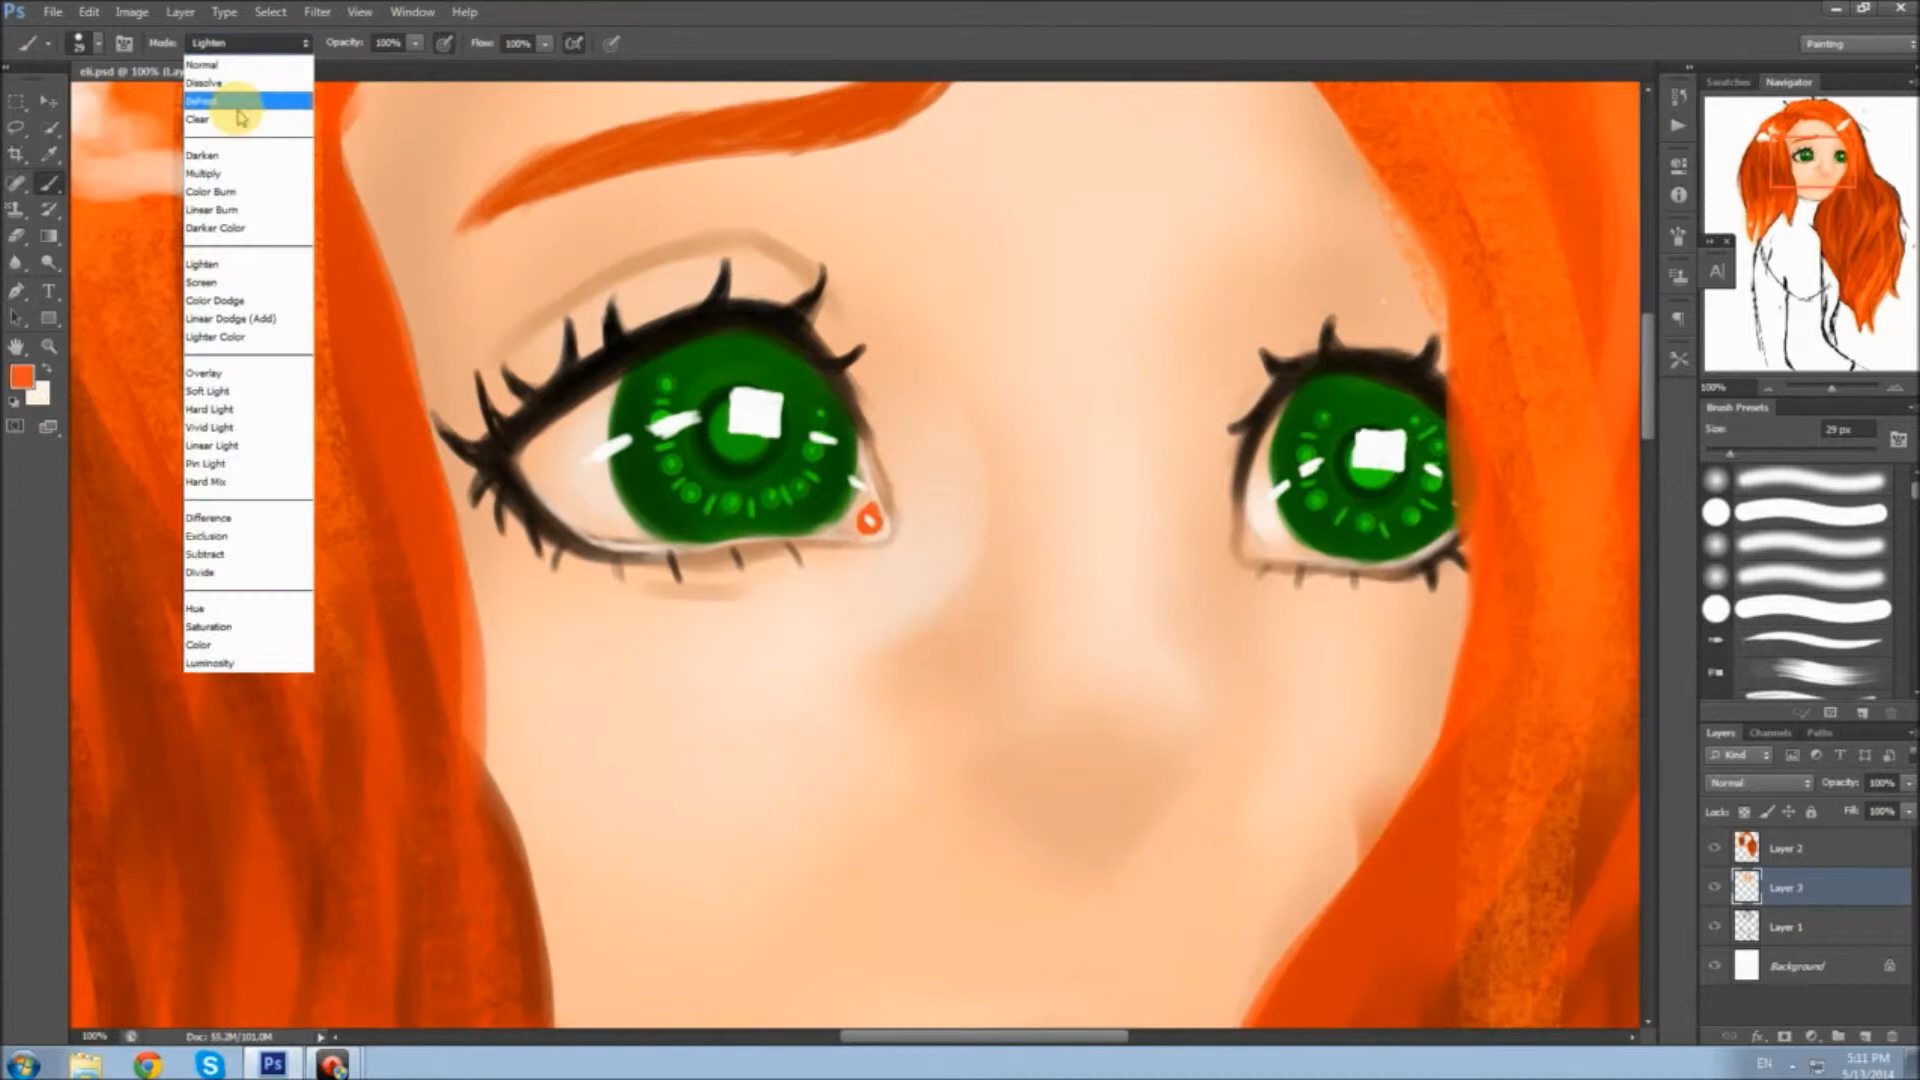 Ps File Edit Image Layer Type Select Filter View Window Help
29 Mode: Lighten Opacity: 100% Flow: 100% Painting
eli.psd @ 100% (Lay
Normal
Dissolve
Behind
Clear
Darken
Multiply
Color Burn
Linear Burn
Darker Color
Lighten
Screen
Color Dodge
Linear Dodge (Add)
Lighter Color
Overlay
Soft Light
Hard Light
Vivid Light
Linear Light
Pin Light
Hard Mix
Difference
Exclusion
Subtract
Divide
Hue
Saturation
Color
Luminosity
Swatches Navigator
A
100%
Brush Presets
Size: 29 px
Layers Channels Paths
Kind
Normal Opacity: 100%
Lock: Fill: 100%
Layer 2
Layer 3
Layer 1
Background
100% Doc: 55.2M/101.0M
Ps
EN 5:11 PM
5/13/2014